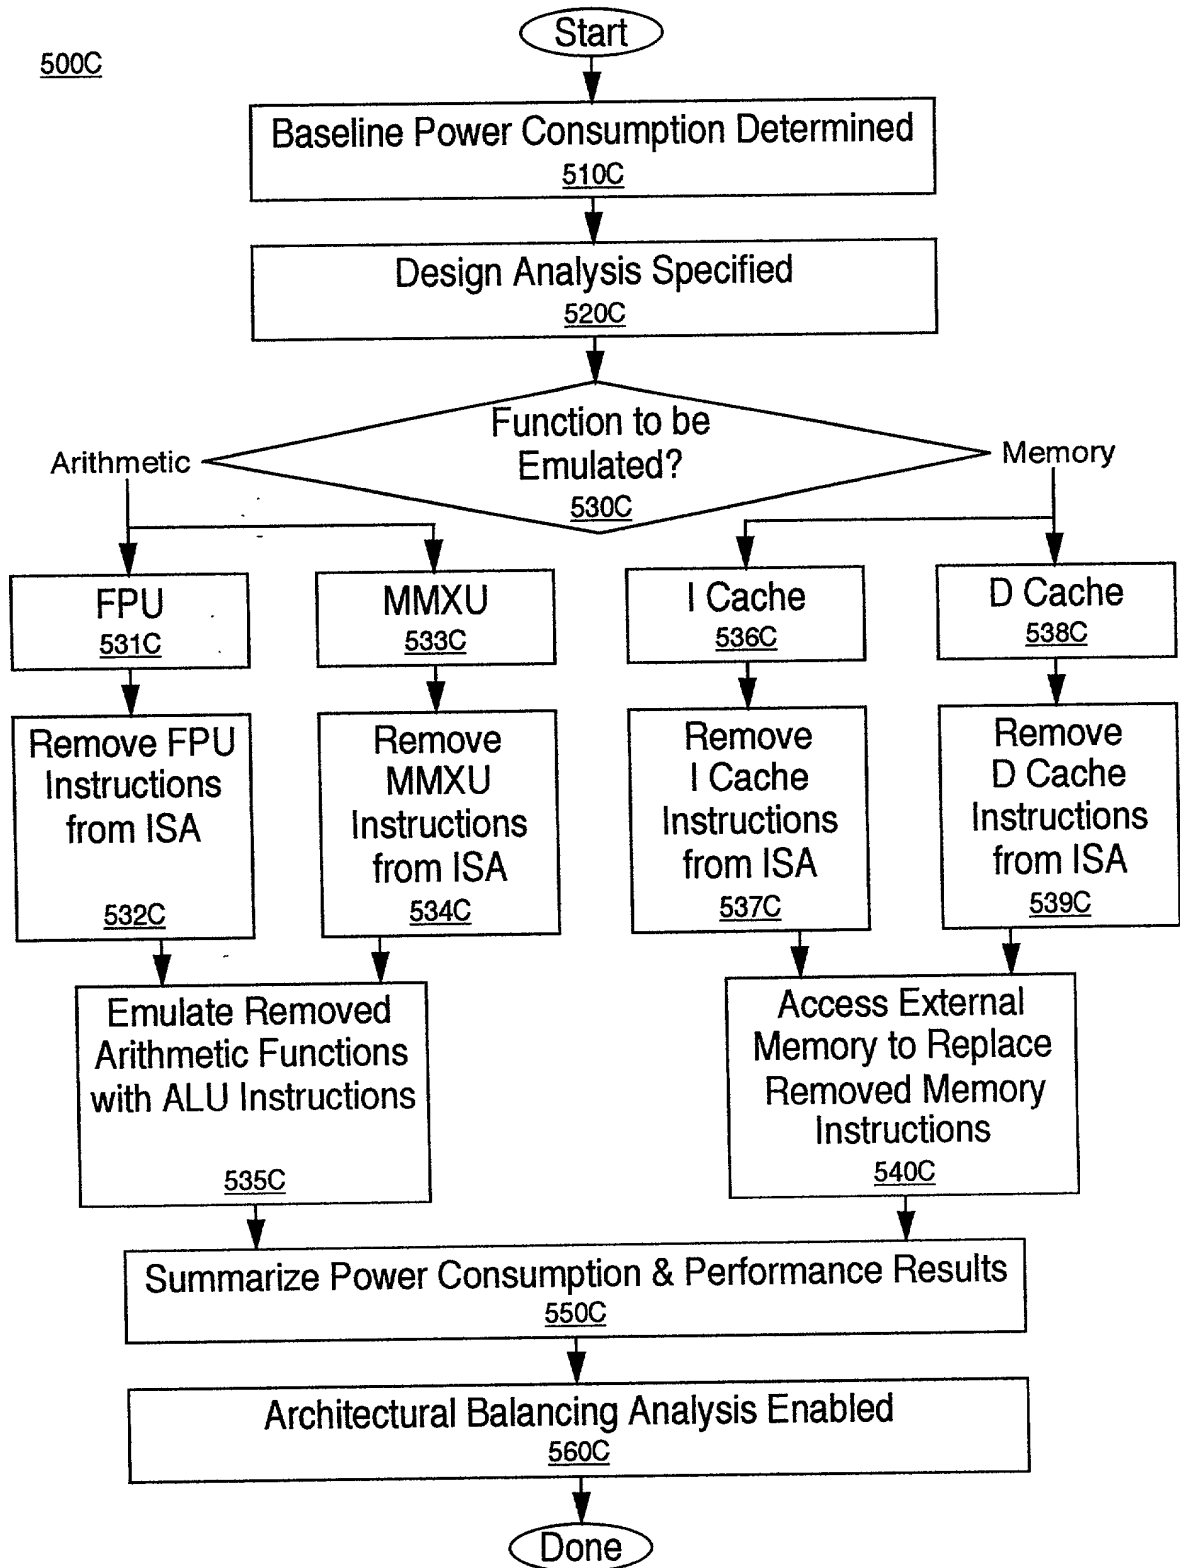 Start
500C
Baseline Power Consumption Determined
510C
Design Analysis Specified
520C
Function to be
Emulated?
530C
Arithmetic
Memory
FPU
531C
MMXU
533C
I Cache
536C
D Cache
538C
Remove FPU
Instructions
from ISA
532C
Remove
MMXU
Instructions
from ISA
534C
Remove
I Cache
Instructions
from ISA
537C
Remove
D Cache
Instructions
from ISA
539C
Emulate Removed
Arithmetic Functions
with ALU Instructions
535C
Access External
Memory to Replace
Removed Memory
Instructions
540C
Summarize Power Consumption & Performance Results
550C
Architectural Balancing Analysis Enabled
560C
Done